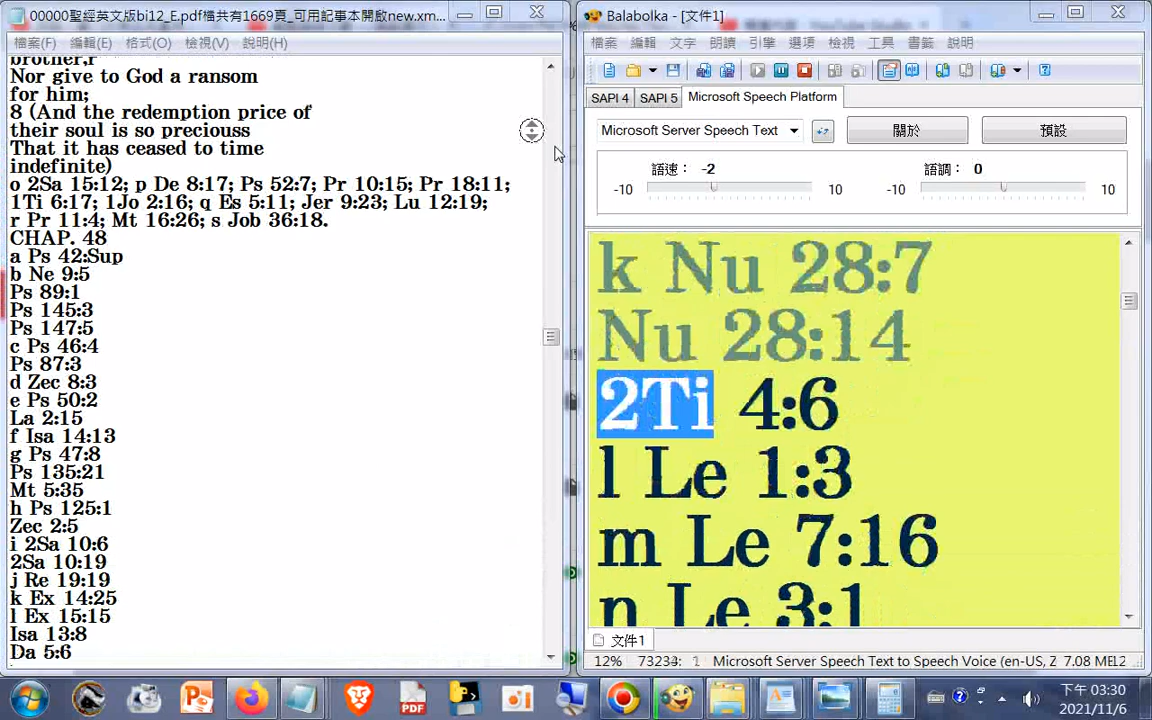 00000聖經英文版bi12_E.pdf檔共有1669頁_可用記事本開啟new.xm...
檔案(F) 編輯(E) 格式(O) 檢視(V) 說明(H)
brother,r
Nor give to God a ransom
for him;
8 (And the redemption price of
their soul is so preciouss
That it has ceased to time
indefinite)
o 2Sa 15:12; p De 8:17; Ps 52:7; Pr 10:15; Pr 18:11;
1Ti 6:17; 1Jo 2:16; q Es 5:11; Jer 9:23; Lu 12:19;
r Pr 11:4; Mt 16:26; s Job 36:18.
CHAP. 48
a Ps 42:Sup
b Ne 9:5
Ps 89:1
Ps 145:3
Ps 147:5
c Ps 46:4
Ps 87:3
d Zec 8:3
e Ps 50:2
La 2:15
f Isa 14:13
g Ps 47:8
Ps 135:21
Mt 5:35
h Ps 125:1
Zec 2:5
i 2Sa 10:6
2Sa 10:19
j Re 19:19
k Ex 14:25
l Ex 15:15
Isa 13:8
Da 5:6
Balabolka - [文件1]
檔案 編輯 文字 朗讀 引擎 選項 檢視 工具 書籤 說明
SAPI 4 SAPI 5 Microsoft Speech Platform
Microsoft Server Speech Text 關於 預設
語速： -2 語調： 0
-10 10 -10 10
k Nu 28:7
Nu 28:14
2Ti 4:6
l Le 1:3
m Le 7:16
n Le 3:1
文件1
12% 73234: 1 Microsoft Server Speech Text to Speech Voice (en-US, Z 7.08 ME
下午 03:30
2021/11/6